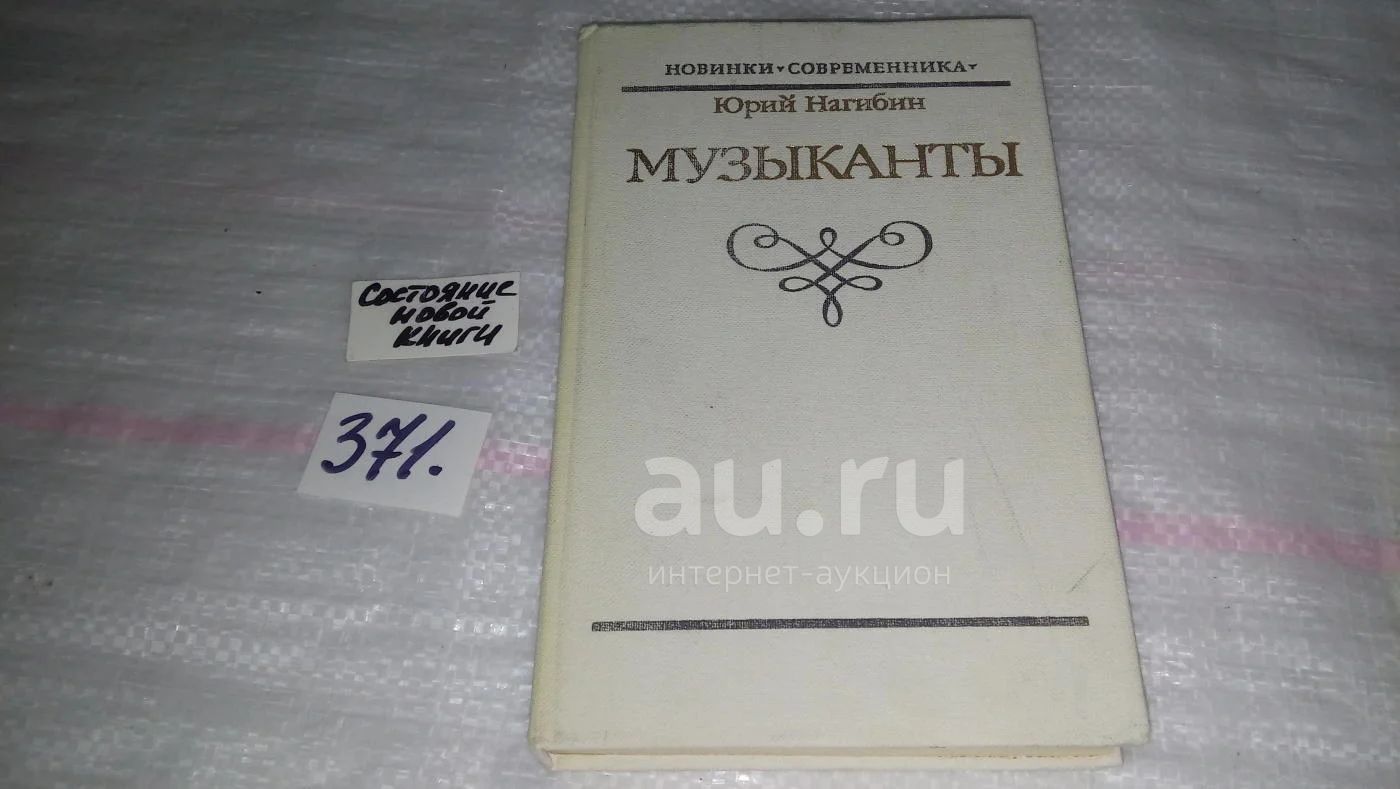 НОВИНКИ СОВРЕМЕННИКА
Юрий Нагибин
МУЗЫКАНТЫ
Состояние
новой
книги
371.
au.ru
интернет-аукцион